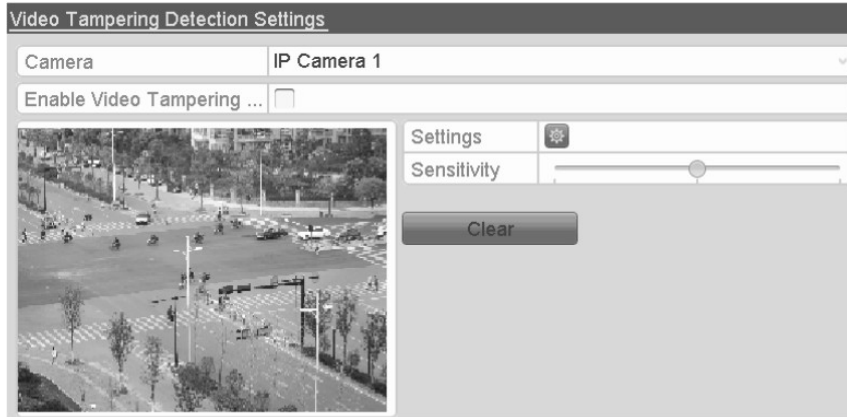 Video Tampering Detection Settings
Camera IP Camera 1
Enable Video Tampering ...
Settings
Sensitivity
Clear